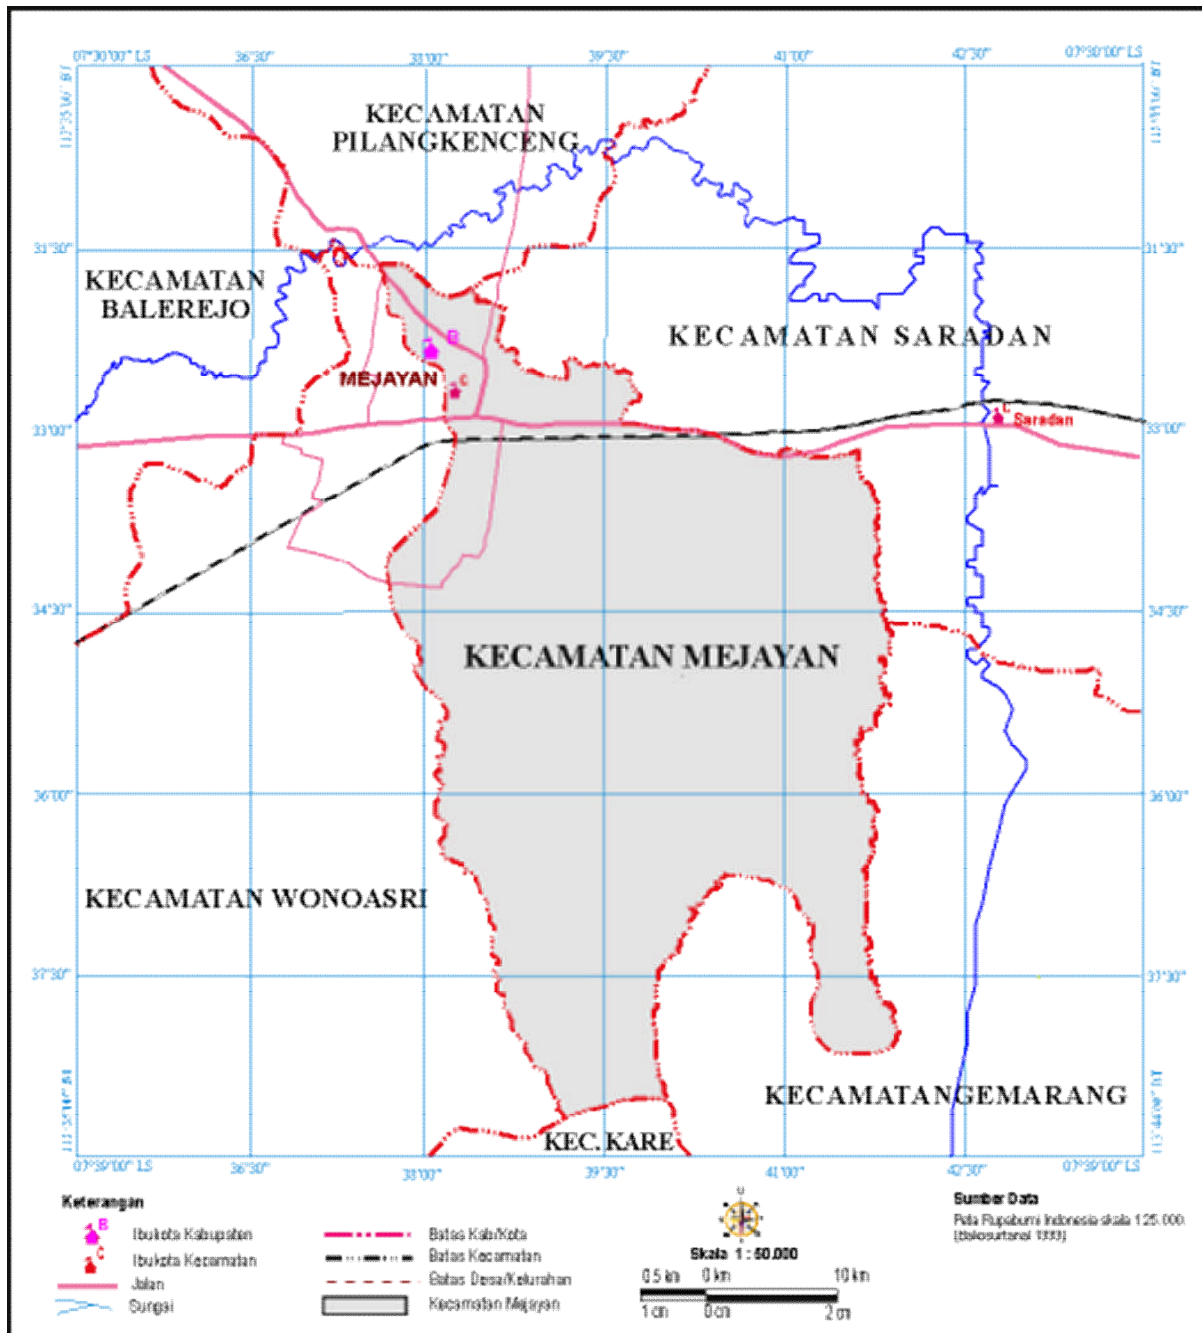 07°30'00" LS
36'30"
38'00"
39'30"
41'00"
42'30"
07°30'00" LS
KECAMATAN
PILANGKENCENG
31'30"
31'30"
KECAMATAN
BALEREJO
KECAMATAN SARADAN
B
MEJAYAN
C
C
Saradan
33'00"
33'00"
34'30"
34'30"
KECAMATAN MEJAYAN
36'00"
36'00"
KECAMATAN WONOASRI
37'30"
37'30"
KECAMATANGEMARANG
KEC. KARE
07°39'00" LS
36'30"
38'00"
39'30"
41'00"
42'30"
07°39'00" LS
Keterangan
B
Ibukota Kabupaten
C
Ibukota Kecamatan
Jalan
Sungai
Batas Kab/Kota
Batas Kecamatan
Batas Desa/Kelurahan
Kecamatan Mejayan
U
Skala 1 : 50.000
0.5 km 0 km 10 km
1 cm 0 cm 2 cm
Sumber Data
Peta Rupabumi Indonesia skala 1:25.000